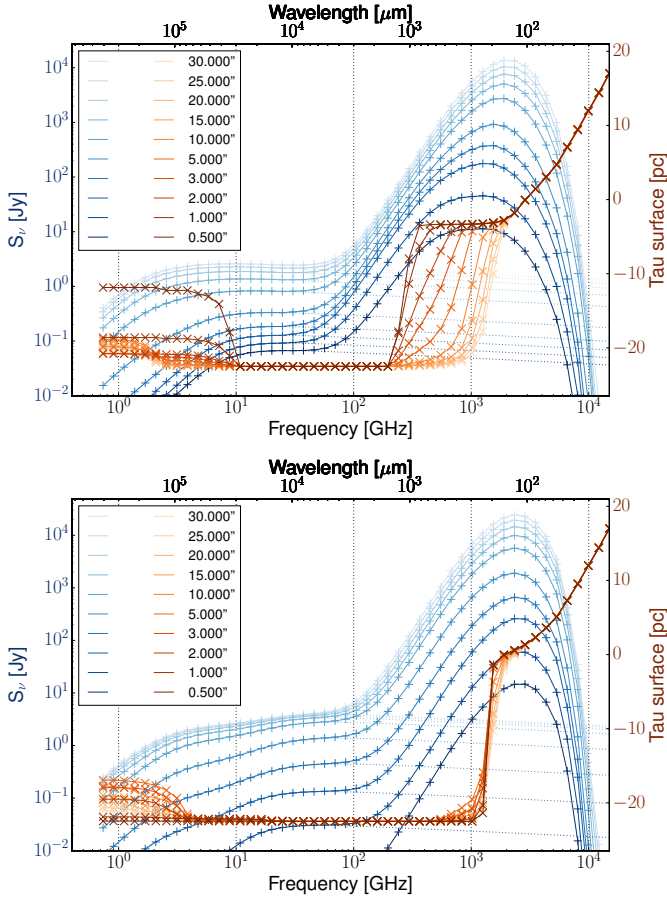 Wavelength [μm]
10^5 10^4 10^3 10^2
10^4 10^3 10^2 10^1 10^0 10^-1 10^-2
S_ν [Jy]
30.000"
25.000"
20.000"
15.000"
10.000"
5.000"
3.000"
2.000"
1.000"
0.500"
20 10 0 −10 −20
Tau surface [pc]
10^0 10^1 10^2 10^3 10^4
Frequency [GHz]
Wavelength [μm]
10^5 10^4 10^3 10^2
10^4 10^3 10^2 10^1 10^0 10^-1 10^-2
S_ν [Jy]
30.000"
25.000"
20.000"
15.000"
10.000"
5.000"
3.000"
2.000"
1.000"
0.500"
20 10 0 −10 −20
Tau surface [pc]
10^0 10^1 10^2 10^3 10^4
Frequency [GHz]